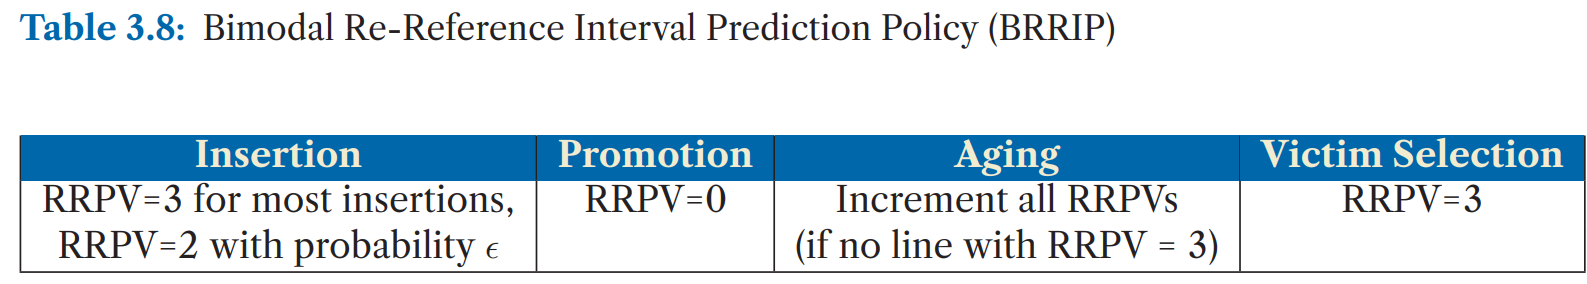 Table 3.8: Bimodal Re-Reference Interval Prediction Policy (BRRIP)
Insertion Promotion Aging Victim Selection
RRPV=3 for most insertions, RRPV=0 Increment all RRPVs RRPV=3
RRPV=2 with probability ϵ (if no line with RRPV = 3)